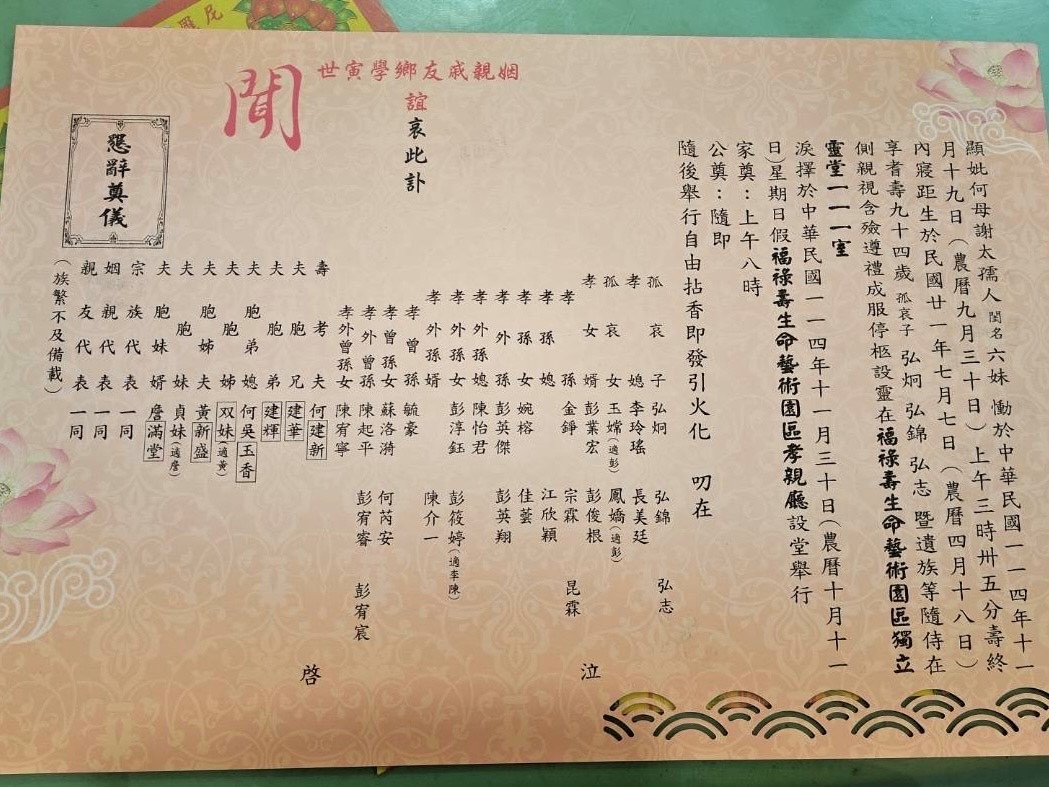 顯妣何母謝太孺人 閨名 六妹 慟於中華民國一一四年十一
月十九日（農曆九月三十日）上午三時卅五分壽終
內寢距生於民國廿一年七月七日（農曆四月十八日）
享耆壽九十四歲 孤哀子 弘炯 弘錦 弘志 暨遺族等隨侍在
側親視含殮遵禮成服停柩設靈在福祿壽生命藝術園區獨立
靈堂一一一室
淚擇於中華民國一一四年十一月三十日(農曆十月十一
日)星期日假福祿壽生命藝術園區孝親廳設堂舉行
家奠：上午八時
公奠：隨即
隨後舉行自由拈香即發引火化 叨在
姻親戚友鄉學寅世
誼哀此訃
聞
孤哀子 弘炯 弘錦 弘志
孝媳 李玲瑤 長美廷
孤哀女 玉嫦(適彭) 鳳嬌(適彭)
孝女婿 彭業宏 彭俊根
孝孫 金錚 宗霖 昆霖
孝孫媳 江欣穎
孝孫女 婉榕 佳蕓
孝外孫 彭英傑 彭英翔
孝外孫媳 陳怡君
孝外孫女 彭淳鈺 彭筱婷(適李陳)
孝外孫婿 陳介一
孝曾孫 毓豪
孝曾孫女 蘇洛漪 何芮安
孝外曾孫 陳起平 彭宥睿 彭宥宸
孝外曾孫女 陳宥寧
泣
壽考夫 何建新
夫胞兄 建華
夫胞弟 建輝
夫胞弟媳 何吳玉香
夫胞姊 双妹(適黃)
夫胞姊夫 黃新盛
夫胞妹 貞妹(適詹)
夫胞妹婿 詹滿堂
宗族代表 一同
姻親代表 一同
親友代表 一同
啓
（族繁不及備載）
懇辭奠儀